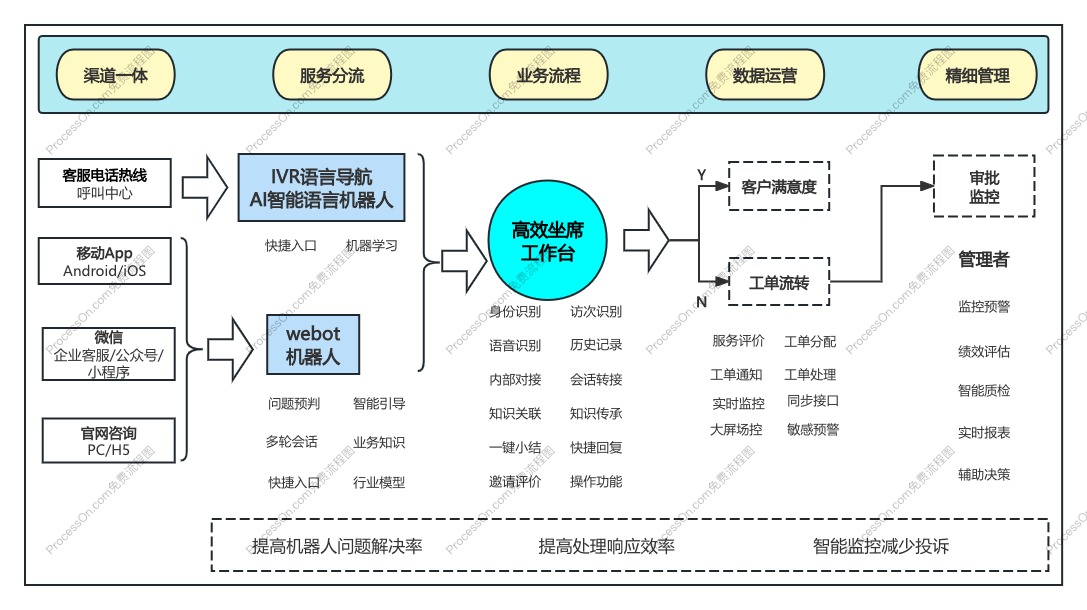 渠道一体
服务分流
业务流程
数据运营
精细管理
客服电话热线
呼叫中心
移动App
Android/iOS
微信
企业客服/公众号/
小程序
官网咨询
PC/H5
IVR语言导航
AI智能语言机器人
快捷入口 机器学习
webot
机器人
问题预判 智能引导
多轮会话 业务知识
快捷入口 行业模型
高效坐席
工作台
身份识别 访次识别
语音识别 历史记录
内部对接 会话转接
知识关联 知识传承
一键小结 快捷回复
邀请评价 操作功能
Y
客户满意度
N
工单流转
服务评价 工单分配
工单通知 工单处理
实时监控 同步接口
大屏场控 敏感预警
审批
监控
管理者
监控预警
绩效评估
智能质检
实时报表
辅助决策
提高机器人问题解决率
提高处理响应效率
智能监控减少投诉
ProcessOn.com免费流程图